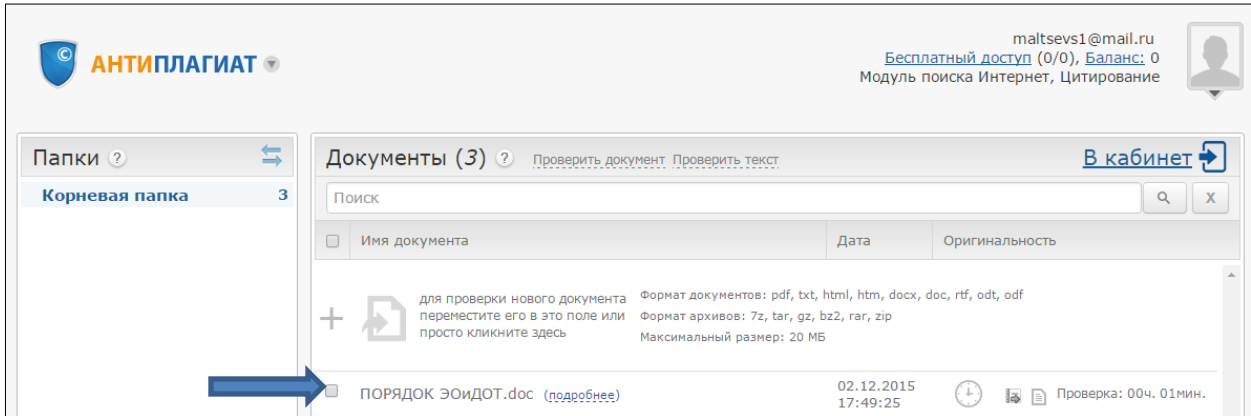 maltsevs1@mail.ru
© АНТИПЛАГИАТ
Бесплатный доступ (0/0), Баланс: 0
Модуль поиска Интернет, Цитирование
Папки ?
Документы (3) ? Проверить документ Проверить текст В кабинет
Корневая папка 3
Поиск X
Имя документа Дата Оригинальность
для проверки нового документа
переместите его в это поле или
просто кликните здесь
Формат документов: pdf, txt, html, htm, docx, doc, rtf, odt, odf
Формат архивов: 7z, tar, gz, bz2, rar, zip
Максимальный размер: 20 МБ
ПОРЯДОК ЭОиДОТ.doc (подробнее) 02.12.2015 Проверка: 00ч. 01мин.
17:49:25